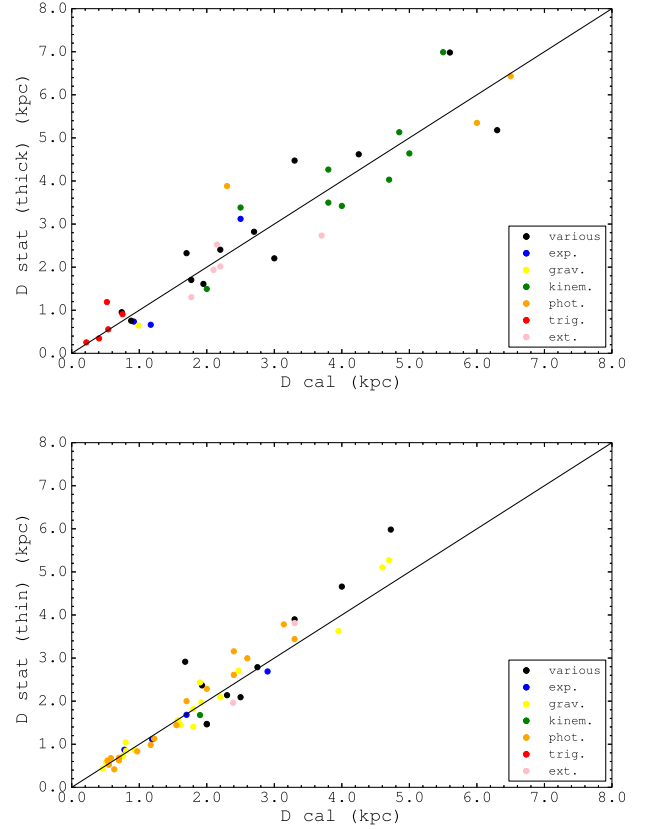 8.0
7.0
6.0
5.0
4.0
3.0
2.0
1.0
0.0
D stat (thick) (kpc)
various
exp.
grav.
kinem.
phot.
trig.
ext.
0.0 1.0 2.0 3.0 4.0 5.0 6.0 7.0 8.0
D cal (kpc)
8.0
7.0
6.0
5.0
4.0
3.0
2.0
1.0
0.0
D stat (thin) (kpc)
various
exp.
grav.
kinem.
phot.
trig.
ext.
0.0 1.0 2.0 3.0 4.0 5.0 6.0 7.0 8.0
D cal (kpc)